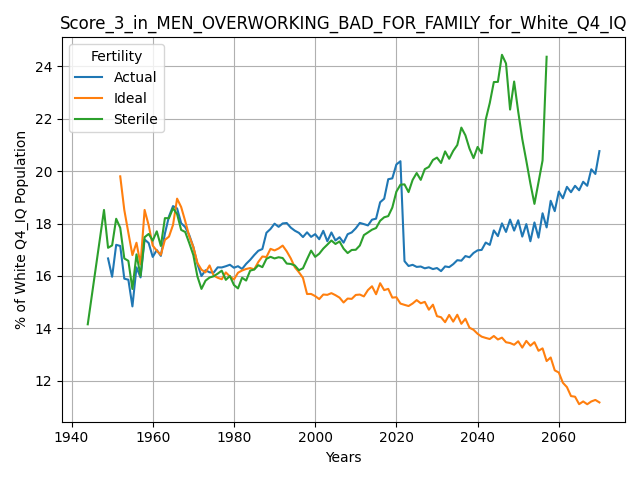 Score_3_in_MEN_OVERWORKING_BAD_FOR_FAMILY_for_White_Q4_IQ
Fertility
Actual
Ideal
Sterile
% of White Q4_IQ Population
24
22
20
18
16
14
12
1940
1960
1980
2000
2020
2040
2060
Years